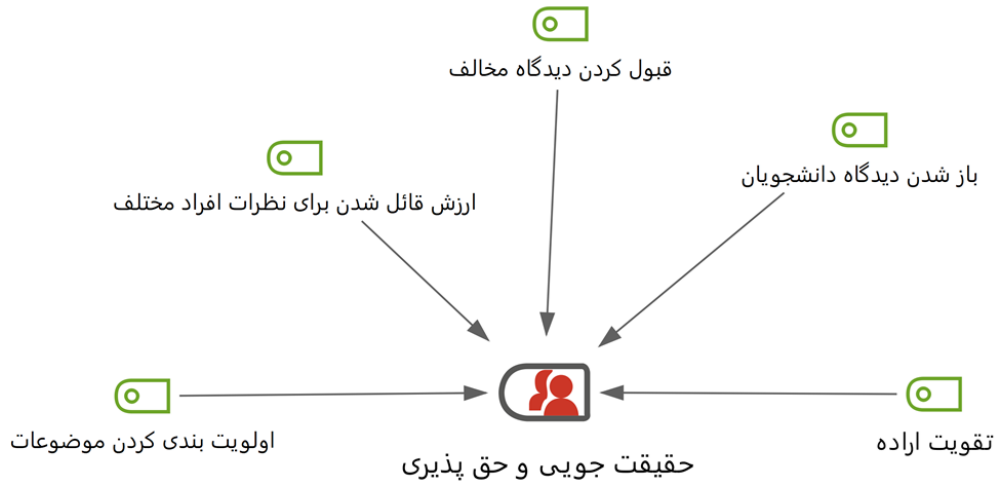 قبول کردن دیدگاه مخالف
باز شدن دیدگاه دانشجویان
ارزش قائل شدن برای نظرات افراد مختلف
تقویت اراده
اولویت بندی کردن موضوعات
حقیقت جویی و حق پذیری